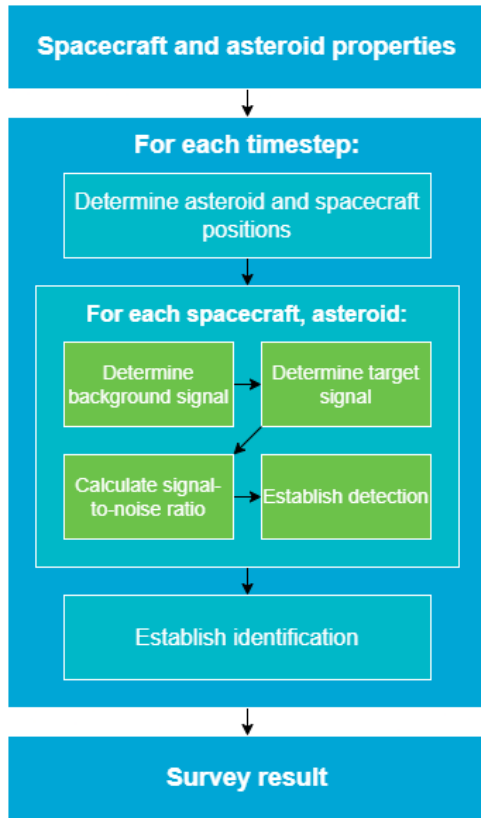 Spacecraft and asteroid properties
For each timestep:
Determine asteroid and spacecraft
positions
For each spacecraft, asteroid:
Determine
background signal
Determine target
signal
Calculate signal-
to-noise ratio
Establish detection
Establish identification
Survey result